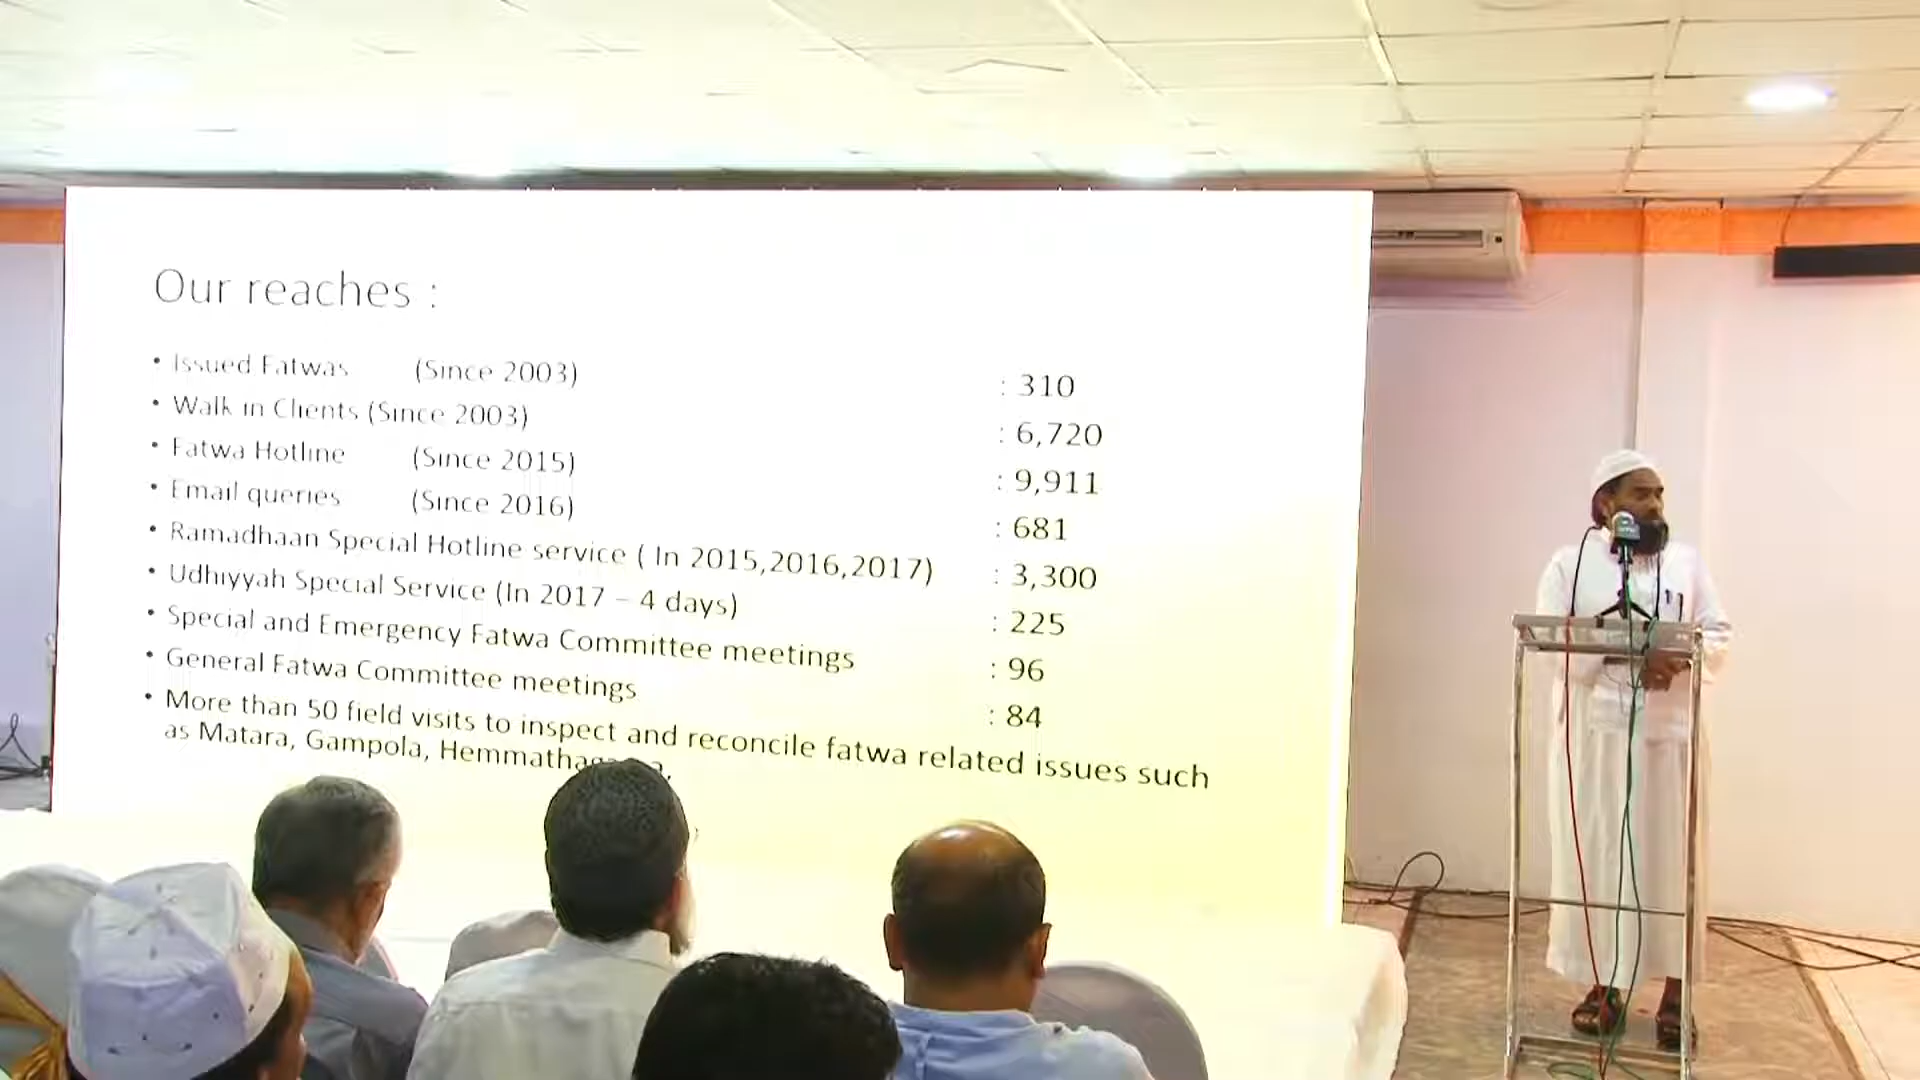 Our reaches :
• Issued Fatwas (Since 2003) : 310
• Walk in Clients (Since 2003) : 6,720
• Fatwa Hotline (Since 2015) : 9,911
• Email queries (Since 2016) : 681
• Ramadhaan Special Hotline service ( In 2015,2016,2017) : 3,300
• Udhiyyah Special Service (In 2017 – 4 days) : 225
• Special and Emergency Fatwa Committee meetings : 96
• General Fatwa Committee meetings : 84
• More than 50 field visits to inspect and reconcile fatwa related issues such
as Matara, Gampola,